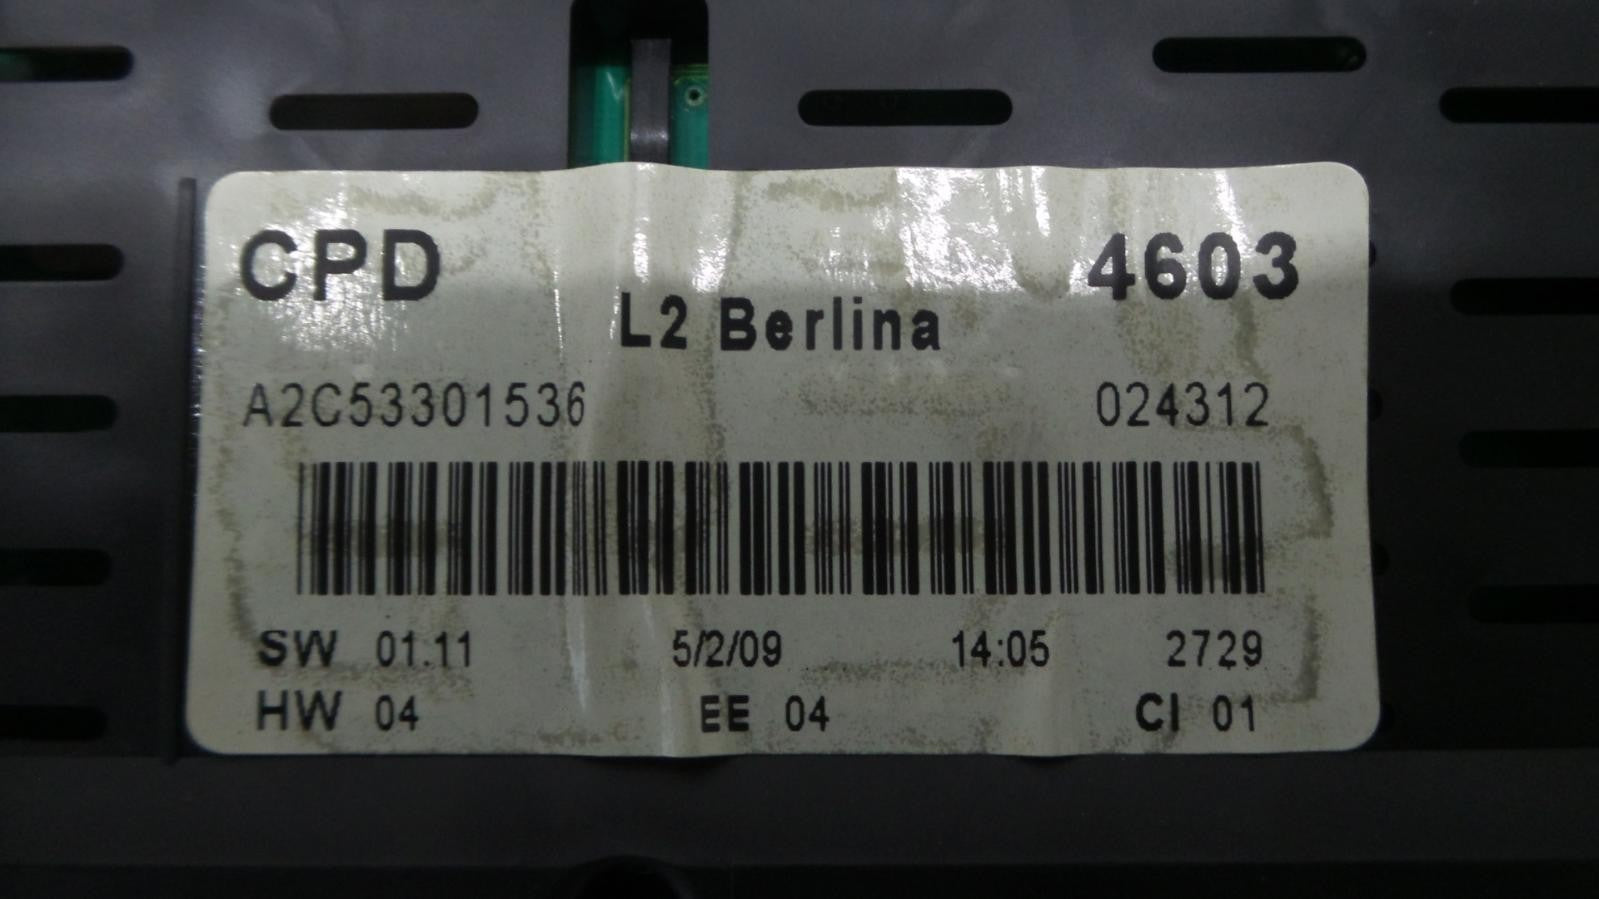 CPD 4603
L2 Berlina
A2C53301536 024312
SW 01.11 5/2/09 14:05 2729
HW 04 EE 04 CI 01